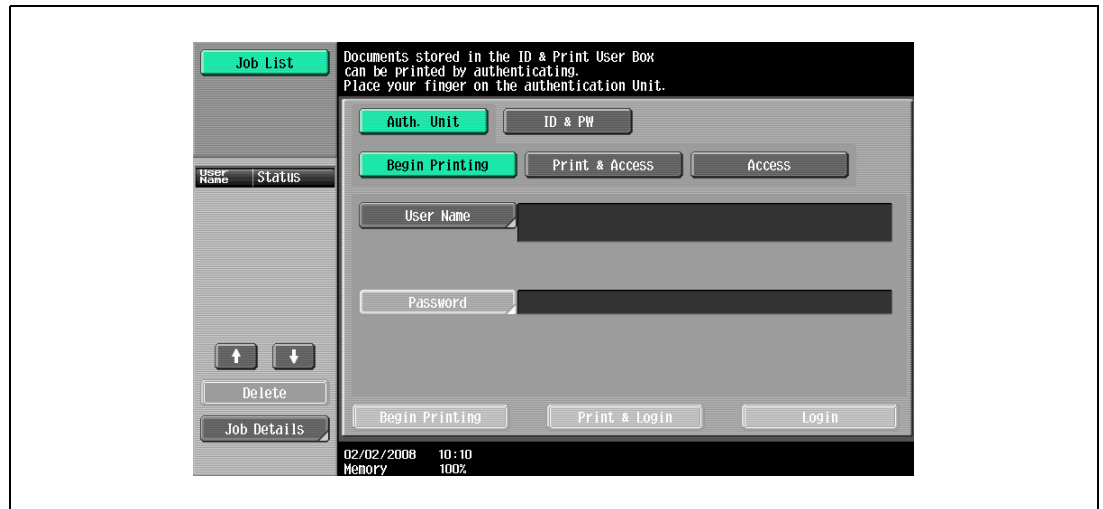 Job List
Documents stored in the ID & Print User Box
can be printed by authenticating.
Place your finger on the authentication Unit.
Auth. Unit
ID & PW
Begin Printing
Print & Access
Access
User Name
Status
User Name
Password
Delete
Job Details
Begin Printing
Print & Login
Login
02/02/2008 10:10
Memory 100%